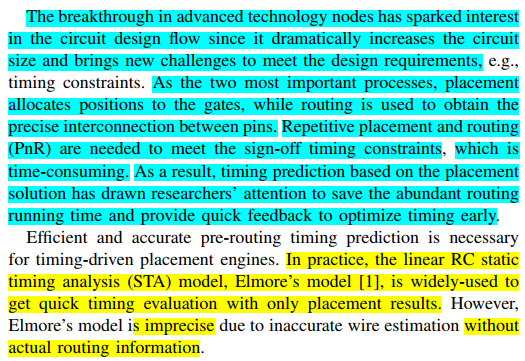 The breakthrough in advanced technology nodes has sparked interest
in the circuit design flow since it dramatically increases the circuit
size and brings new challenges to meet the design requirements, e.g.,
timing constraints. As the two most important processes, placement
allocates positions to the gates, while routing is used to obtain the
precise interconnection between pins. Repetitive placement and routing
(PnR) are needed to meet the sign-off timing constraints, which is
time-consuming. As a result, timing prediction based on the placement
solution has drawn researchers' attention to save the abundant routing
running time and provide quick feedback to optimize timing early.
Efficient and accurate pre-routing timing prediction is necessary
for timing-driven placement engines. In practice, the linear RC static
timing analysis (STA) model, Elmore's model [1], is widely-used to
get quick timing evaluation with only placement results. However,
Elmore's model is imprecise due to inaccurate wire estimation without
actual routing information.